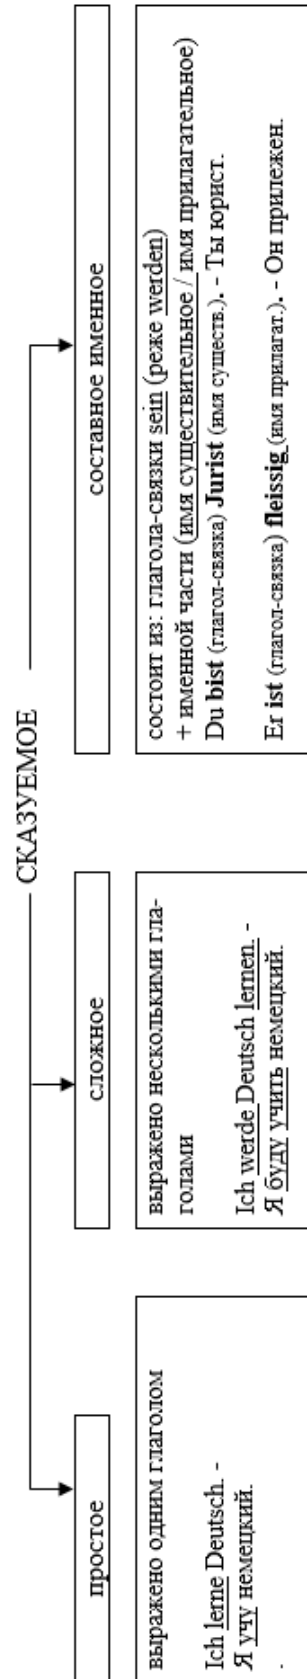 СКАЗУЕМОЕ
простое
выражено одним глаголом
Ich lerne Deutsch. -
Я учу немецкий.
.
сложное
выражено несколькими гла-
голами
Ich werde Deutsch lernen. -
Я буду учить немецкий.
составное именное
состоит из: глагола-связки sein (реже werden)
+ именной части (имя существительное / имя прилагательное)
Du bist (глагол-связка) Jurist (имя существ.). - Ты юрист.
Er ist (глагол-связка) fleissig (имя прилагат.). - Он прилежен.